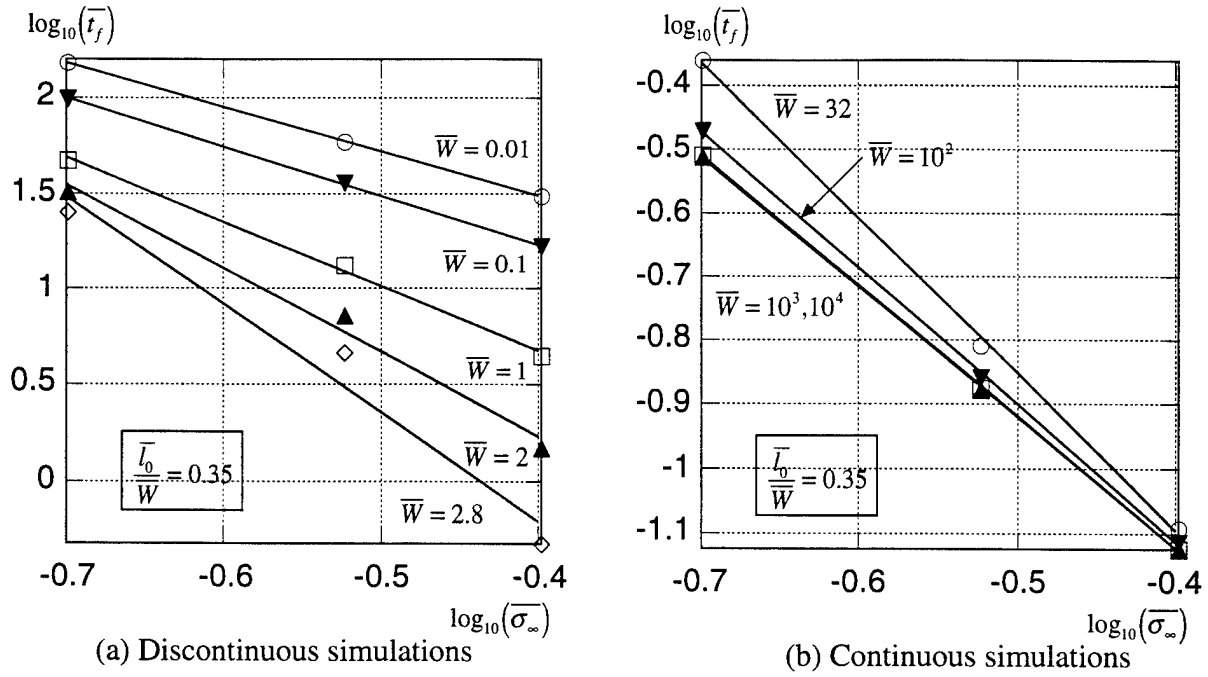 log₁₀(t̅_f)
2
1.5
1
0.5
0
-0.7 -0.6 -0.5 -0.4
W̅ = 0.01
W̅ = 0.1
W̅ = 1
W̅ = 2
W̅ = 2.8
l̅₀/W̅ = 0.35
log₁₀(σ̅_∞)
(a) Discontinuous simulations
log₁₀(t̅_f)
-0.4
-0.5
-0.6
-0.7
-0.8
-0.9
-1
-1.1
-0.7 -0.6 -0.5 -0.4
W̅ = 32
W̅ = 10²
W̅ = 10³,10⁴
l̅₀/W̅ = 0.35
log₁₀(σ̅_∞)
(b) Continuous simulations